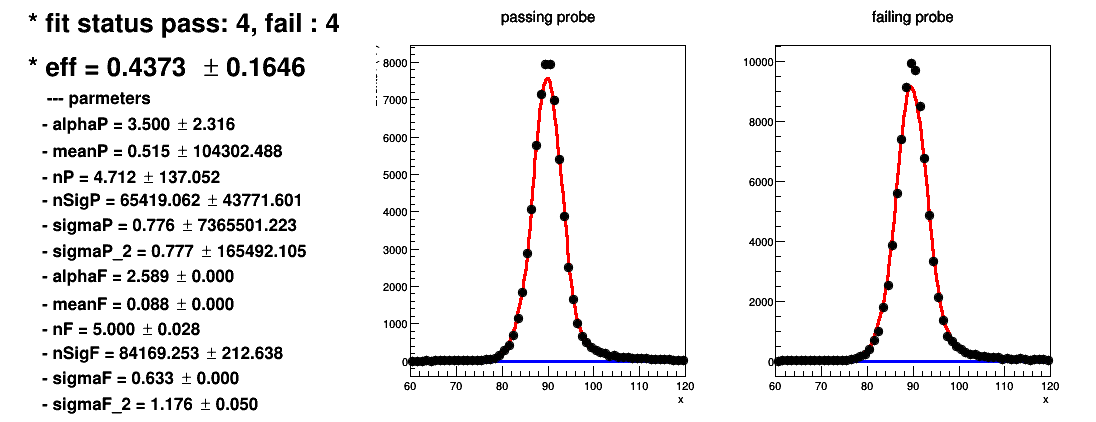 * fit status pass: 4, fail : 4
* eff = 0.4373 ± 0.1646
--- parmeters
- alphaP = 3.500 ± 2.316
- meanP = 0.515 ± 104302.488
- nP = 4.712 ± 137.052
- nSigP = 65419.062 ± 43771.601
- sigmaP = 0.776 ± 7365501.223
- sigmaP_2 = 0.777 ± 165492.105
- alphaF = 2.589 ± 0.000
- meanF = 0.088 ± 0.000
- nF = 5.000 ± 0.028
- nSigF = 84169.253 ± 212.638
- sigmaF = 0.633 ± 0.000
- sigmaF_2 = 1.176 ± 0.050
passing probe
8000
7000
6000
5000
4000
3000
2000
1000
0
60 70 80 90 100 110 120
x
failing probe
10000
8000
6000
4000
2000
0
60 70 80 90 100 110 120
x